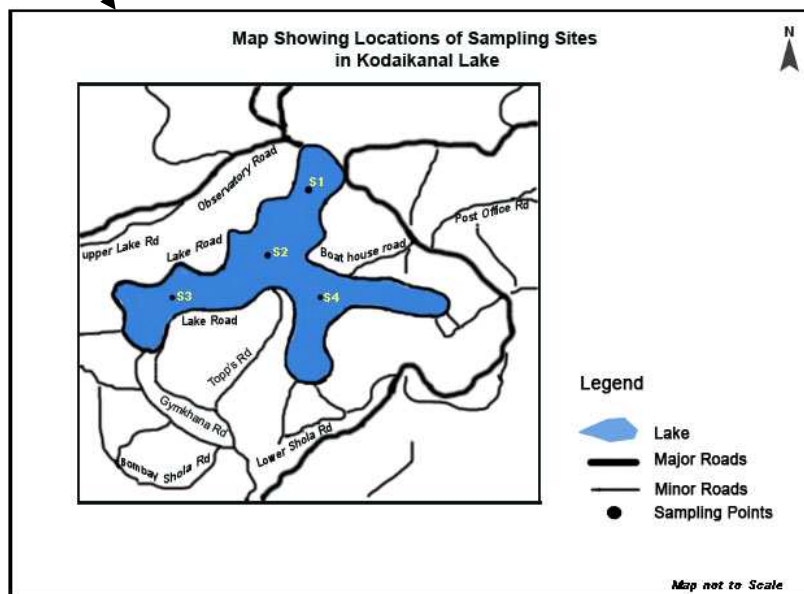 Map Showing Locations of Sampling Sites
in Kodaikanal Lake
N
Observatory Road
S1
Post Office Rd
upper Lake Rd
Lake Road
S2
Boat house road
S3
S4
Lake Road
Topp's Rd
Gymkhana Rd
Lower Shola Rd
Bombay Shola Rd
Legend
Lake
Major Roads
Minor Roads
Sampling Points
Map not to Scale